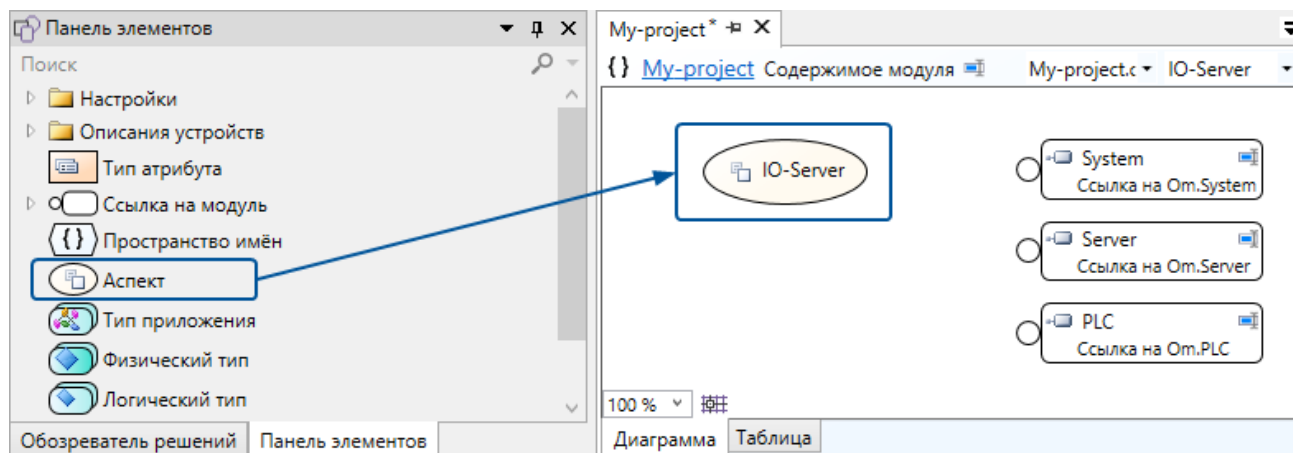 Панель элементов
Поиск
Настройки
Описания устройств
Тип атрибута
Ссылка на модуль
{ } Пространство имён
Аспект
Тип приложения
Физический тип
Логический тип
Обозреватель решений Панель элементов
My-project*
{ } My-project Содержимое модуля My-project.c IO-Server
IO-Server
System
Ссылка на Om.System
Server
Ссылка на Om.Server
PLC
Ссылка на Om.PLC
100 %
Диаграмма Таблица